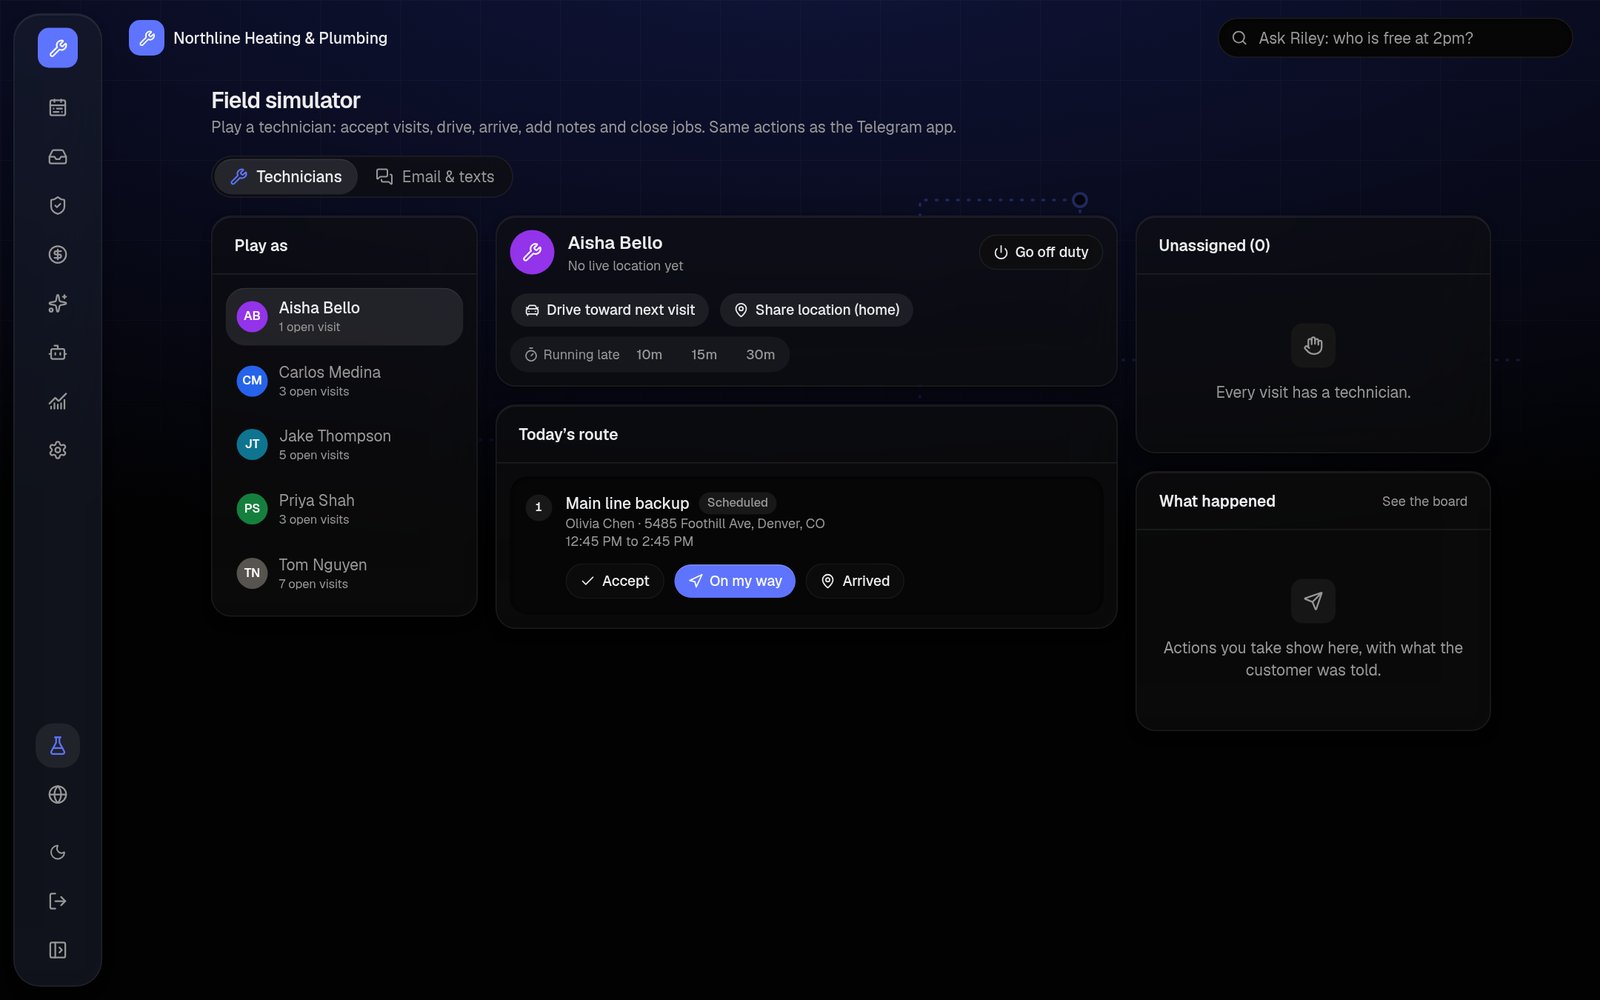 Northline Heating & Plumbing
Ask Riley: who is free at 2pm?
Field simulator
Play a technician: accept visits, drive, arrive, add notes and close jobs. Same actions as the Telegram app.
Technicians
Email & texts
Play as
AB
Aisha Bello
1 open visit
CM
Carlos Medina
3 open visits
JT
Jake Thompson
5 open visits
PS
Priya Shah
3 open visits
TN
Tom Nguyen
7 open visits
Aisha Bello
No live location yet
Go off duty
Drive toward next visit
Share location (home)
Running late 10m 15m 30m
Today's route
1
Main line backup Scheduled
Olivia Chen · 5485 Foothill Ave, Denver, CO
12:45 PM to 2:45 PM
Accept
On my way
Arrived
Unassigned (0)
Every visit has a technician.
What happened
See the board
Actions you take show here, with what the
customer was told.